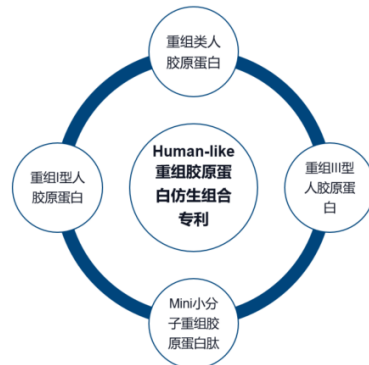 重组类人
胶原蛋白
Human-like
重组胶原蛋
白仿生组合
专利
重组I型人
胶原蛋白
重组III型
人胶原蛋
白
Mini小分
子重组胶
原蛋白肽